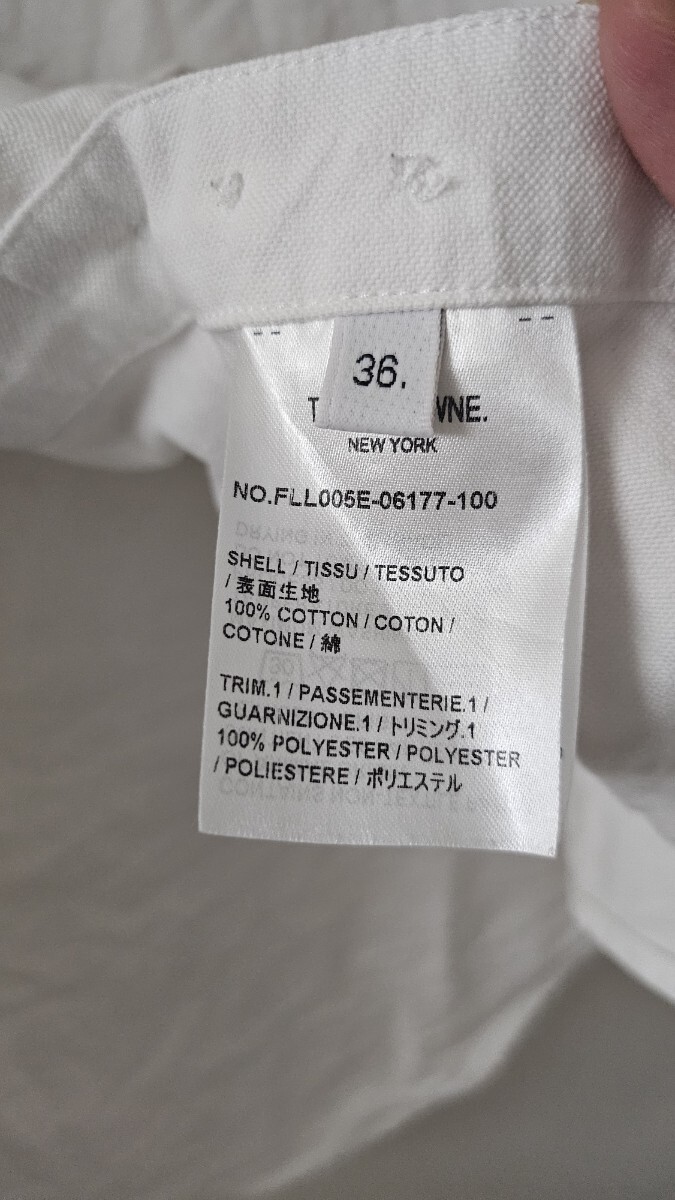 36.
NEW YORK
NO.FLL005E-06177-100
SHELL / TISSU / TESSUTO
/ 表面生地
100% COTTON / COTON /
COTONE / 綿
TRIM.1 / PASSEMENTERIE.1 /
GUARNIZIONE.1 / トリミング.1
100% POLYESTER / POLYESTER
/ POLIESTERE / ポリエステル